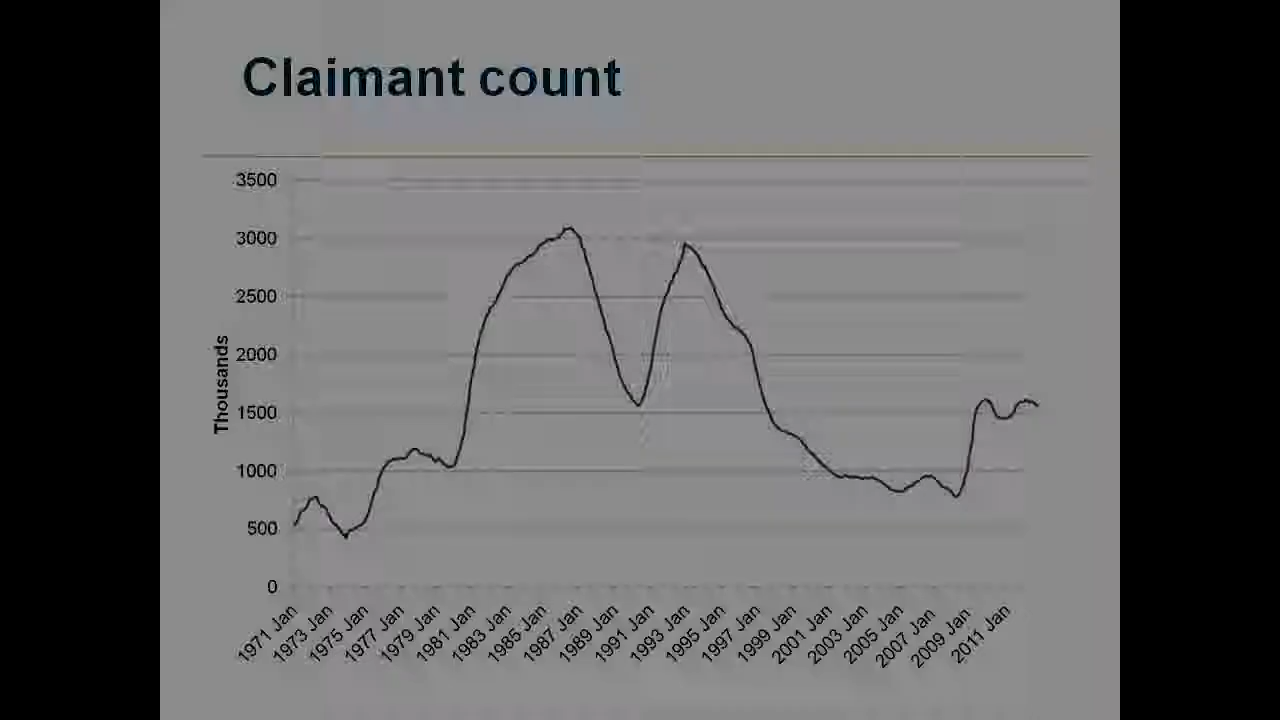 Claimant count
3500
3000
2500
2000
1500
1000
500
0
Thousands
1971 Jan
1973 Jan
1975 Jan
1977 Jan
1979 Jan
1981 Jan
1983 Jan
1985 Jan
1987 Jan
1989 Jan
1991 Jan
1993 Jan
1995 Jan
1997 Jan
1999 Jan
2001 Jan
2003 Jan
2005 Jan
2007 Jan
2009 Jan
2011 Jan